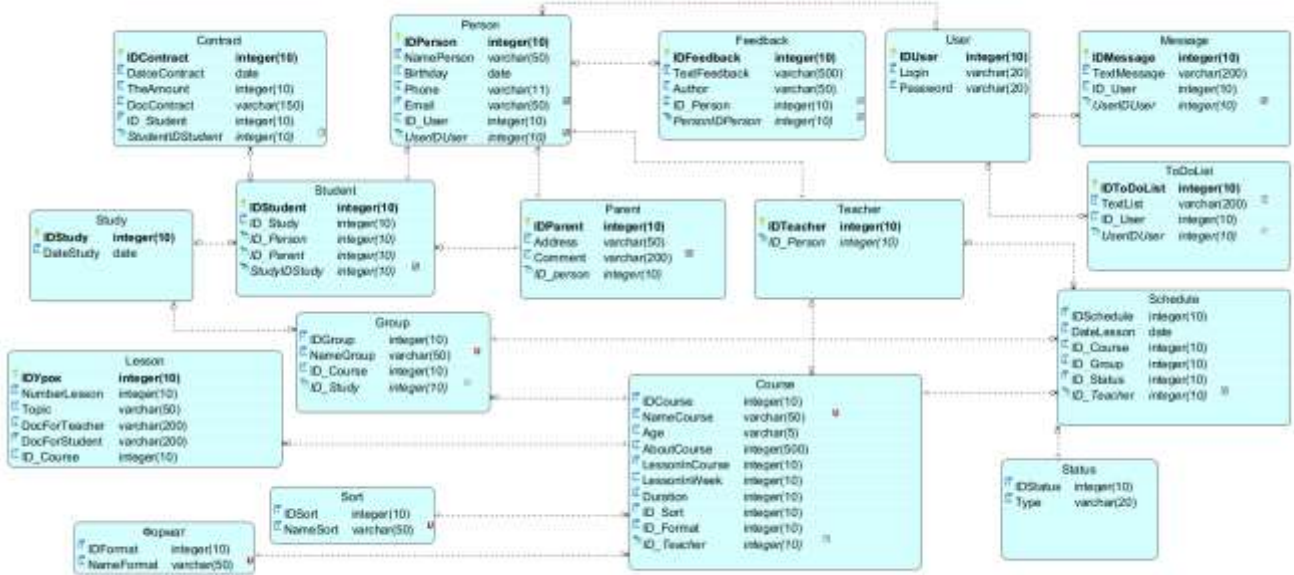 Contract
IDContract integer(10)
DatceContract date
TheAmount integer(10)
DocContract varchar(150)
ID_Student integer(10)
StudentIDStudent integer(10)
Person
IDPerson integer(10)
NamePerson varchar(50)
Birthday date
Phone varchar(11)
Email varchar(50)
ID_User integer(10)
UserIDUser integer(10)
Feedback
IDFeedback integer(10)
TextFeedback varchar(500)
Author varchar(50)
ID_Person integer(10)
PersonIDPerson integer(10)
User
IDUser integer(10)
Login varchar(20)
Password varchar(20)
Message
IDMessage integer(10)
TextMessage varchar(200)
ID_User integer(10)
UserIDUser integer(10)
ToDoList
IDToDoList integer(10)
TextList varchar(200)
ID_User integer(10)
UserIDUser integer(10)
Study
IDStudy integer(10)
DateStudy date
Student
IDStudent integer(10)
ID_Study integer(10)
ID_Person integer(10)
ID_Parent integer(10)
StudyIDStudy integer(10)
Parent
IDParent integer(10)
Address varchar(50)
Comment varchar(200)
ID_person integer(10)
Teacher
IDTeacher integer(10)
ID_Person integer(10)
Schedule
IDSchedule integer(10)
DateLesson date
ID_Course integer(10)
ID_Group integer(10)
ID_Status integer(10)
ID_Teacher integer(10)
Group
IDGroup integer(10)
NameGroup varchar(50) U
ID_Course integer(10)
ID_Study integer(10)
Lesson
IDУрок integer(10)
NumberLesson integer(10)
Topic varchar(50)
DocForTeacher varchar(200)
DocForStudent varchar(200)
ID_Course integer(10)
Course
IDCourse integer(10)
NameCourse varchar(50) U
Age varchar(5)
AboutCourse integer(500)
LessonInCourse integer(10)
LessonInWeek integer(10)
Duration integer(10)
ID_Sort integer(10)
ID_Format integer(10)
ID_Teacher integer(10)
Status
IDStatus integer(10)
Type varchar(20)
Sort
IDSort integer(10)
NameSort varchar(50) U
Формат
IDFormat integer(10)
NameFormat varchar(50) U